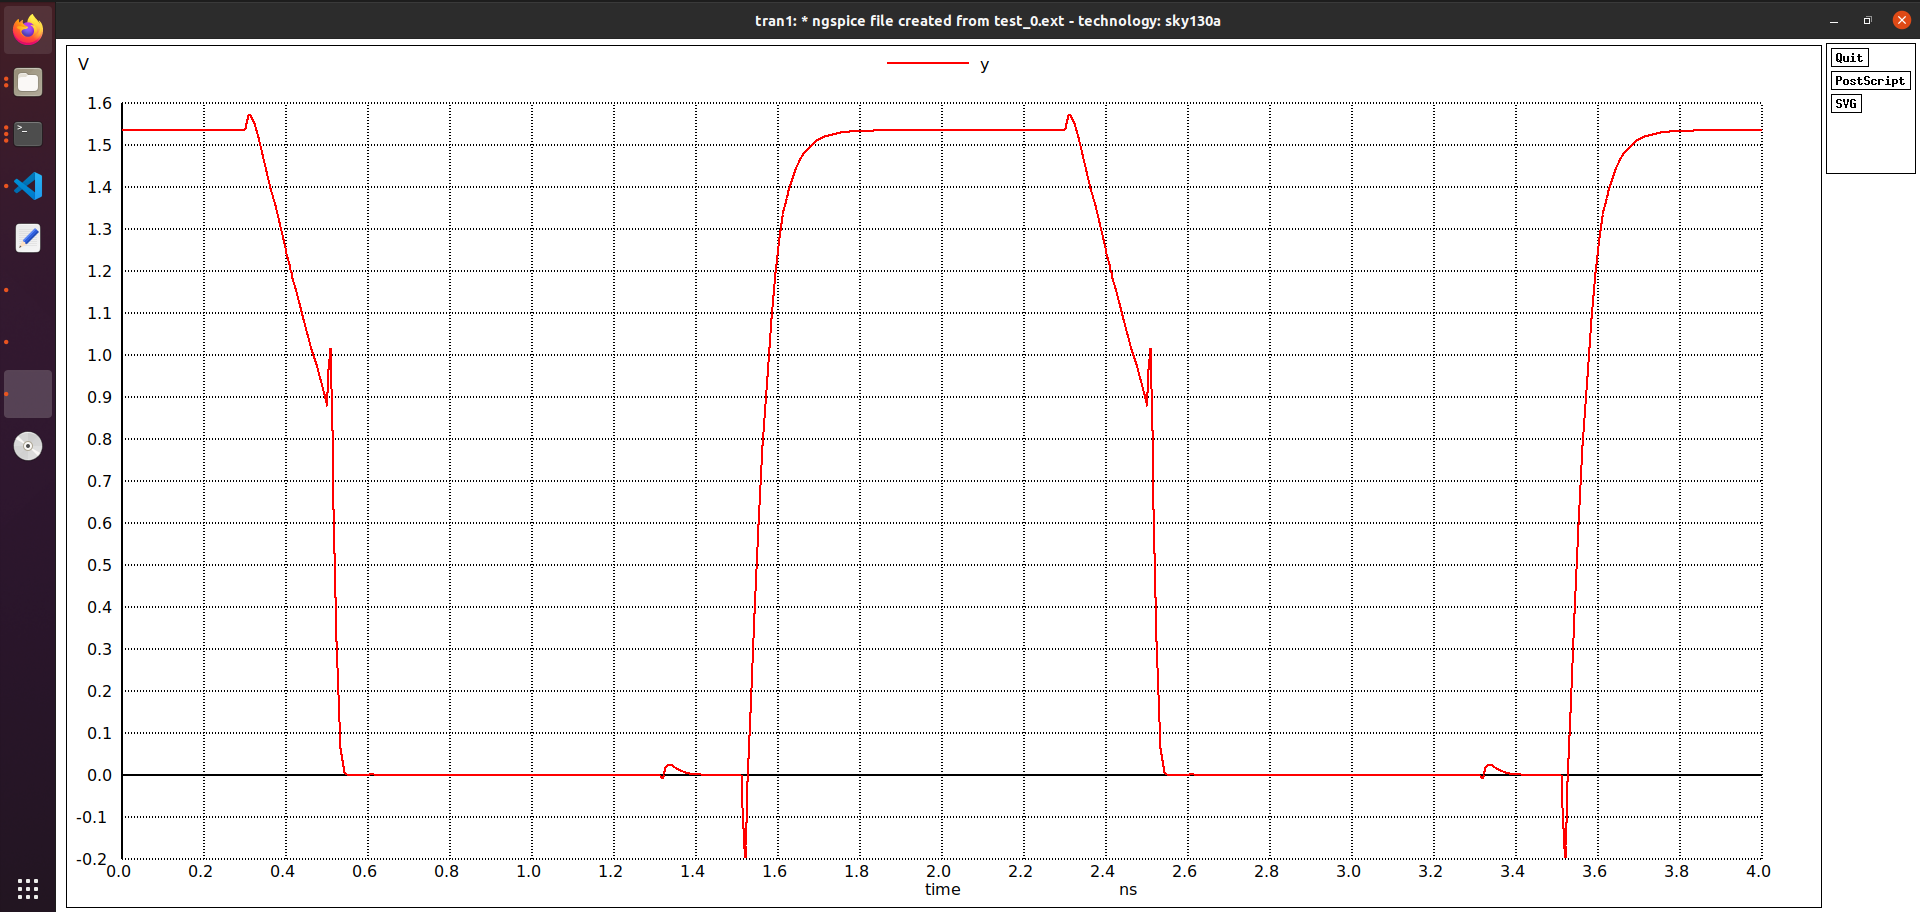 tran1: * ngspice file created from test_0.ext - technology: sky130a
V
y
Quit
PostScript
SVG
1.6
1.5
1.4
1.3
1.2
1.1
1.0
0.9
0.8
0.7
0.6
0.5
0.4
0.3
0.2
0.1
0.0
-0.1
-0.2
0.0 0.2 0.4 0.6 0.8 1.0 1.2 1.4 1.6 1.8 2.0 2.2 2.4 2.6 2.8 3.0 3.2 3.4 3.6 3.8 4.0
time ns